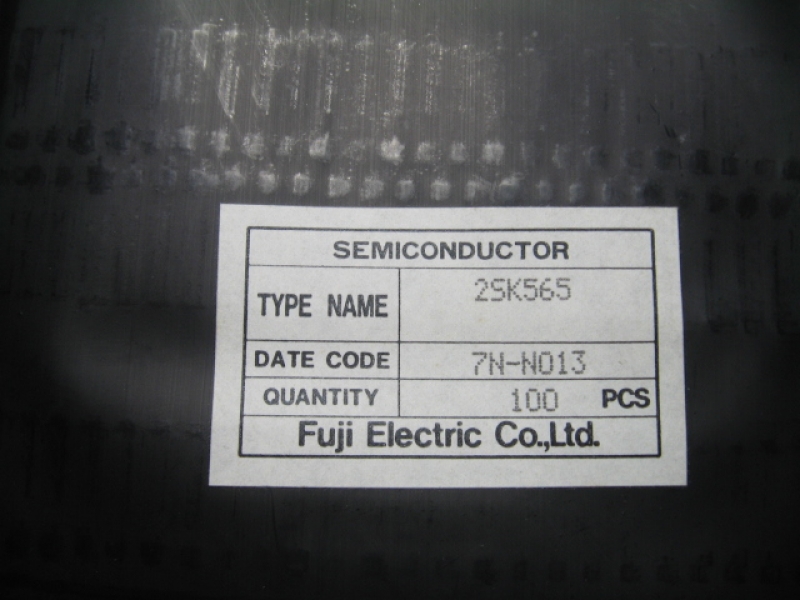 SEMICONDUCTOR
TYPE NAME 2SK565
DATE CODE 7N-N013
QUANTITY 100 PCS
Fuji Electric Co.,Ltd.